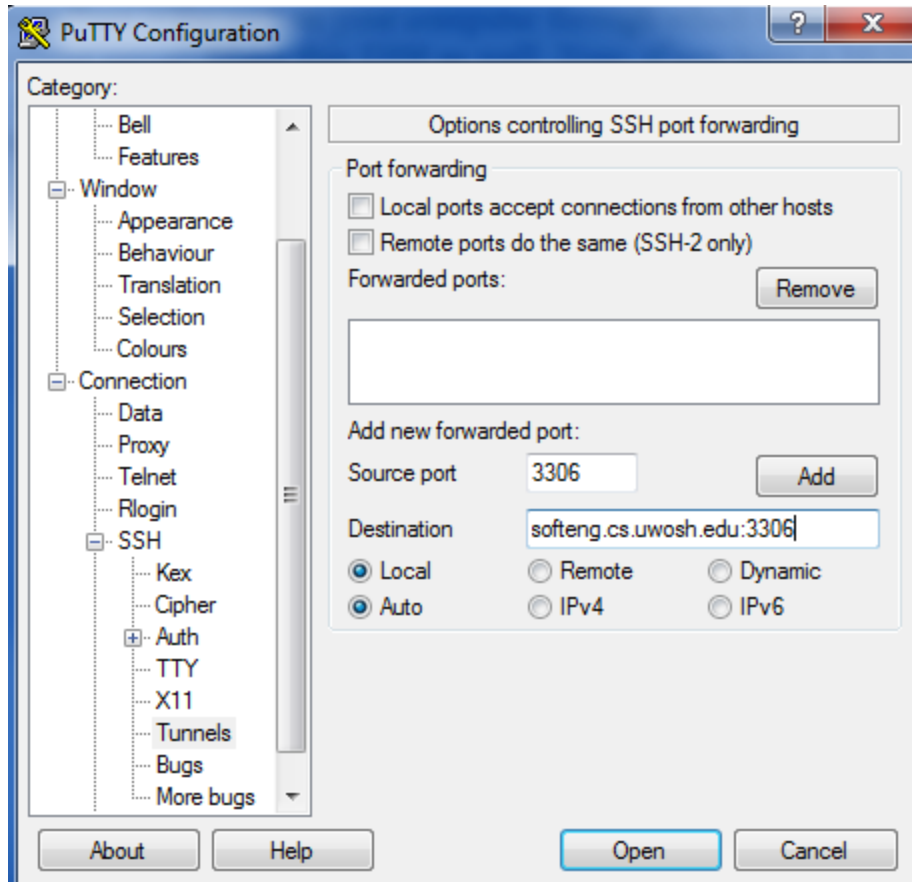 PuTTY Configuration
?
X
Category:
Bell
Features
Window
Appearance
Behaviour
Translation
Selection
Colours
Connection
Data
Proxy
Telnet
Rlogin
SSH
Kex
Cipher
Auth
TTY
X11
Tunnels
Bugs
More bugs
Options controlling SSH port forwarding
Port forwarding
Local ports accept connections from other hosts
Remote ports do the same (SSH-2 only)
Forwarded ports:
Remove
Add new forwarded port:
Source port 3306 Add
Destination softeng.cs.uwosh.edu:3306
Local Remote Dynamic
Auto IPv4 IPv6
About Help Open Cancel